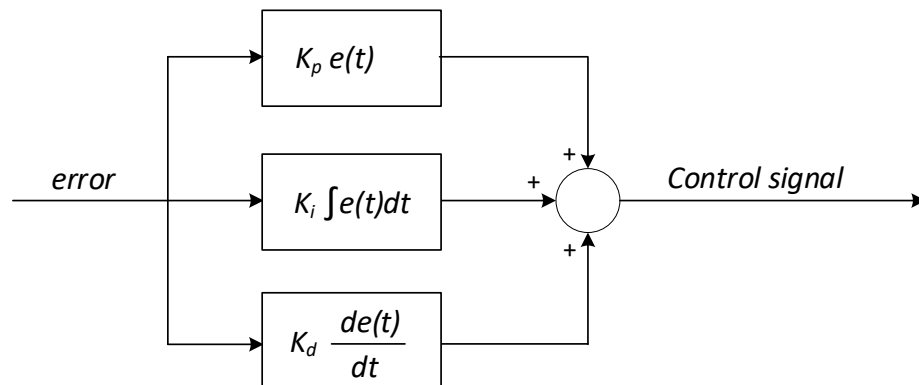 K_p e(t)
error
K_i ∫e(t)dt
+
+
+
Control signal
K_d de(t)/dt